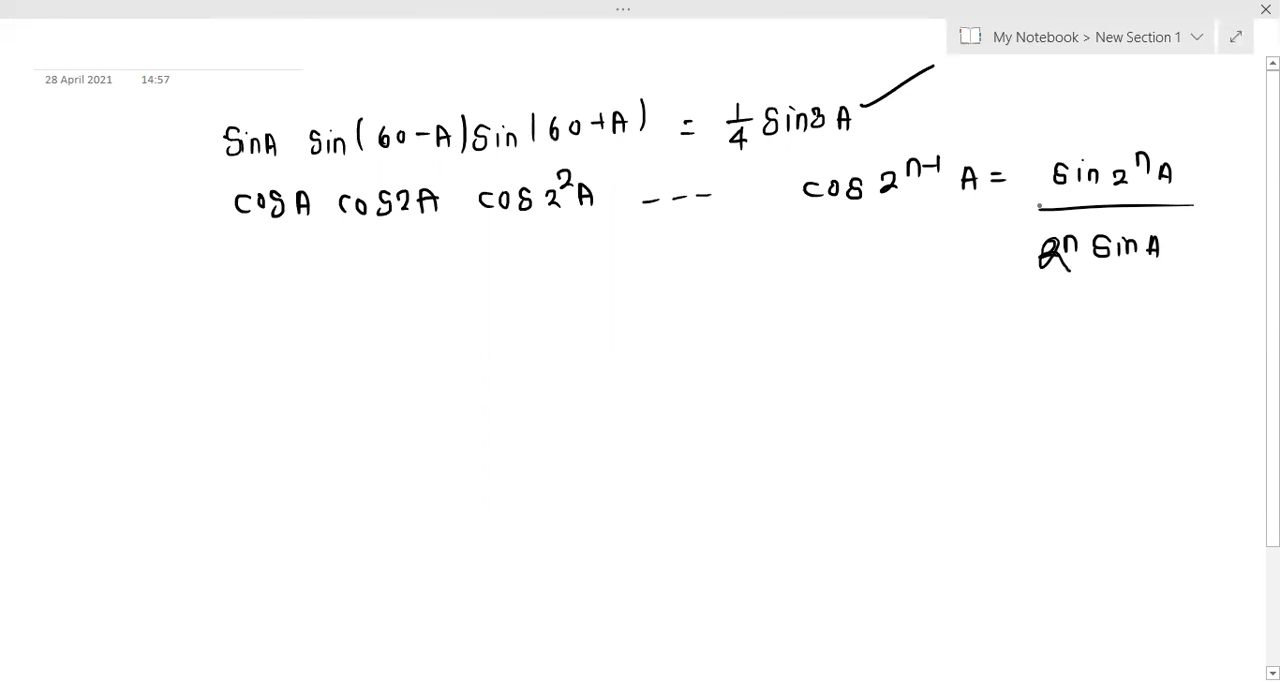 My Notebook > New Section 1
28 April 2021 14:57
SinA Sin(60-A)Sin(60+A) = 1/4 Sin3A
cosA cos2A cos2²A --- cos2ⁿ⁻¹A = sin2ⁿA / 2ⁿ SinA